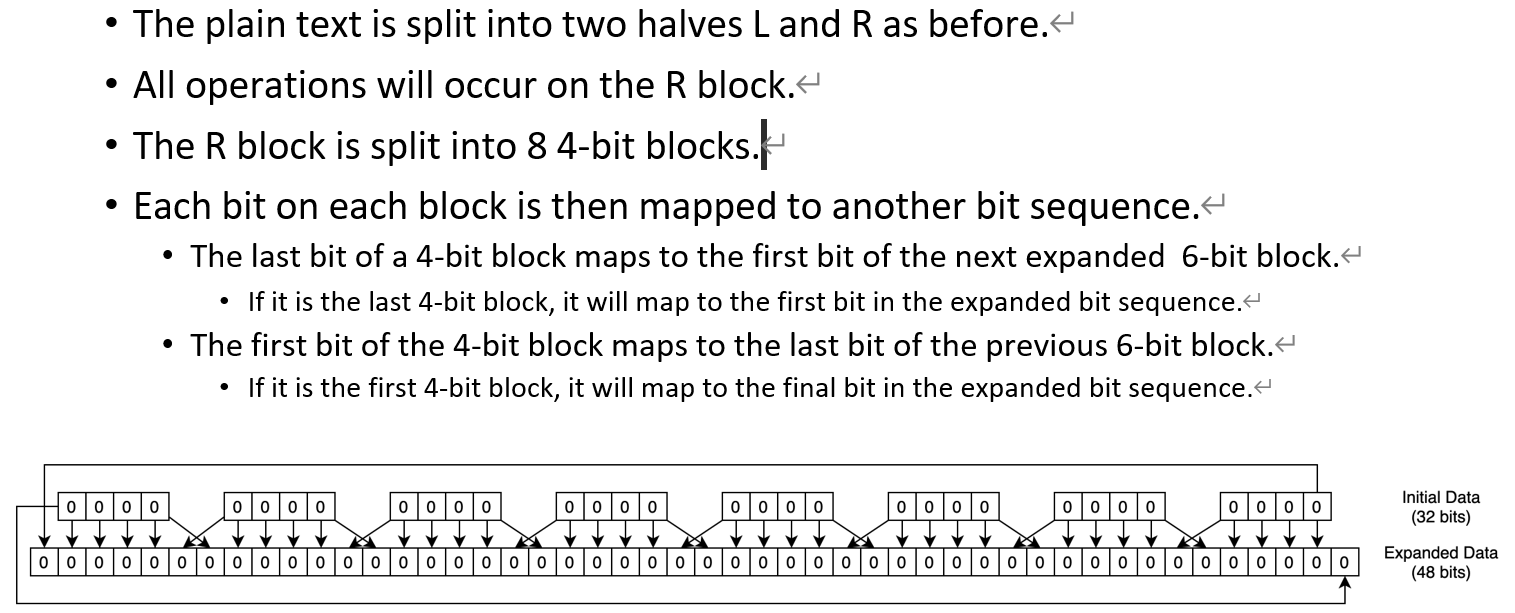 • The plain text is split into two halves L and R as before.↵
• All operations will occur on the R block.↵
• The R block is split into 8 4-bit blocks.↵
• Each bit on each block is then mapped to another bit sequence.↵
• The last bit of a 4-bit block maps to the first bit of the next expanded  6-bit block.↵
• If it is the last 4-bit block, it will map to the first bit in the expanded bit sequence.↵
• The first bit of the 4-bit block maps to the last bit of the previous 6-bit block.↵
• If it is the first 4-bit block, it will map to the final bit in the expanded bit sequence.↵
0 0 0 0 0 0 0 0 0 0 0 0 0 0 0 0 0 0 0 0 0 0 0 0 0 0 0 0 0 0 0 0 Initial Data
(32 bits)
0 0 0 0 0 0 0 0 0 0 0 0 0 0 0 0 0 0 0 0 0 0 0 0 0 0 0 0 0 0 0 0 0 0 0 0 0 0 0 0 0 0 0 0 0 0 0 0 Expanded Data
(48 bits)